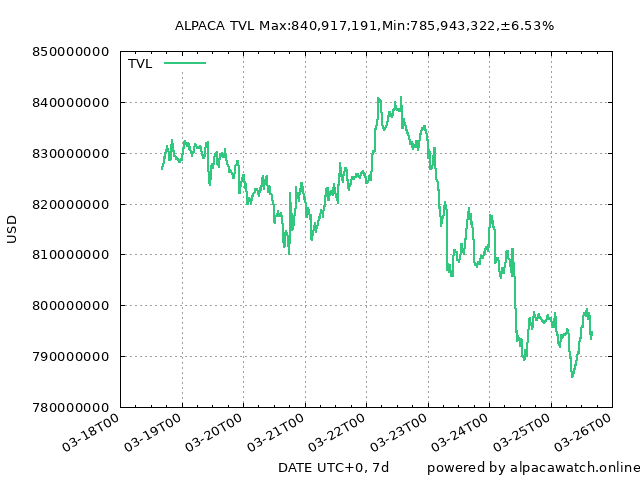 ALPACA TVL Max:840,917,191,Min:785,943,322,±6.53%
850000000
TVL
840000000
830000000
820000000
USD
810000000
800000000
790000000
780000000
03-18T00
03-19T00
03-20T00
03-21T00
03-22T00
03-23T00
03-24T00
03-25T00
03-26T00
DATE UTC+0, 7d
powered by alpacawatch.online